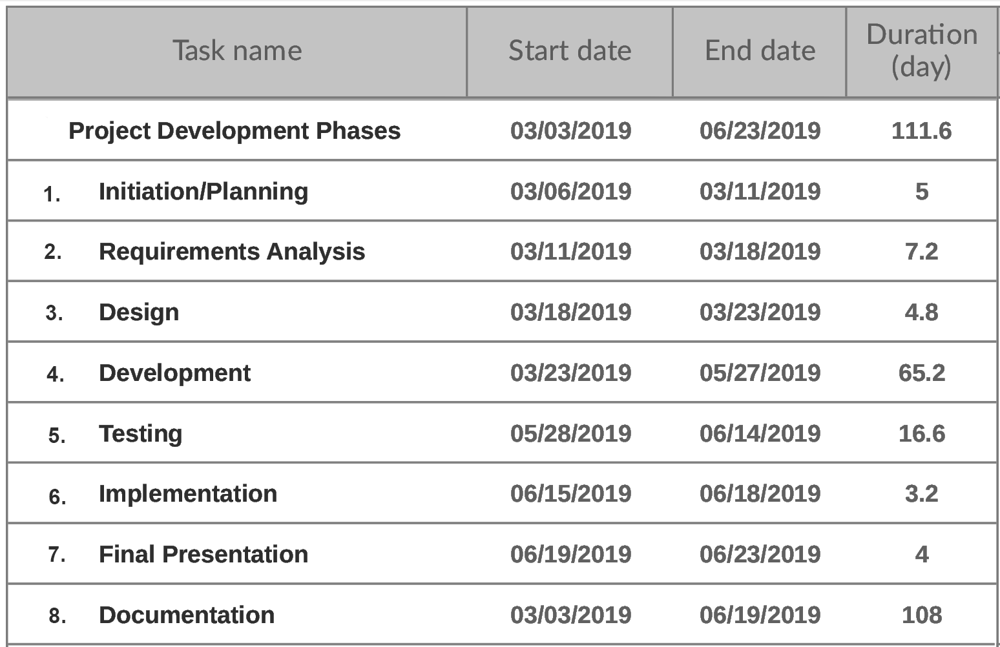 Task name Start date End date Duration (day)
Project Development Phases 03/03/2019 06/23/2019 111.6
1. Initiation/Planning 03/06/2019 03/11/2019 5
2. Requirements Analysis 03/11/2019 03/18/2019 7.2
3. Design 03/18/2019 03/23/2019 4.8
4. Development 03/23/2019 05/27/2019 65.2
5. Testing 05/28/2019 06/14/2019 16.6
6. Implementation 06/15/2019 06/18/2019 3.2
7. Final Presentation 06/19/2019 06/23/2019 4
8. Documentation 03/03/2019 06/19/2019 108